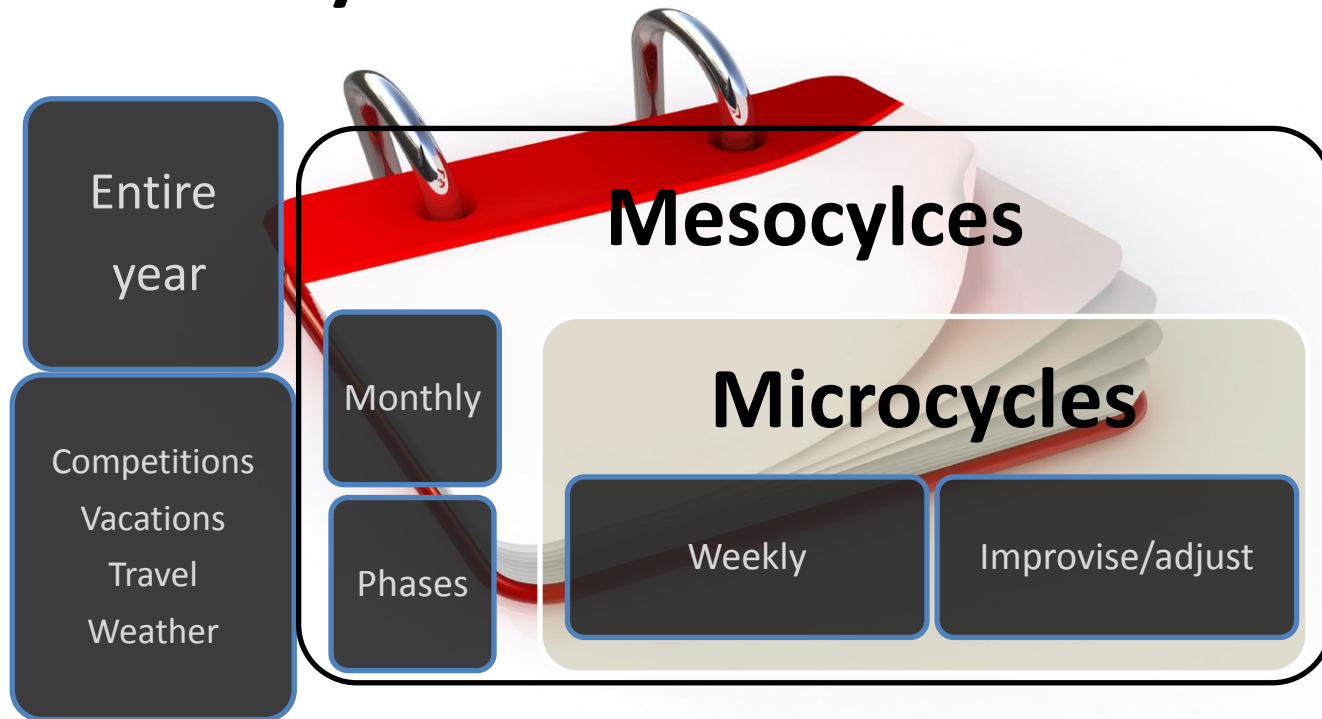 Entire
year
Competitions
Vacations
Travel
Weather
Mesocylces
Monthly
Phases
Microcycles
Weekly
Improvise/adjust